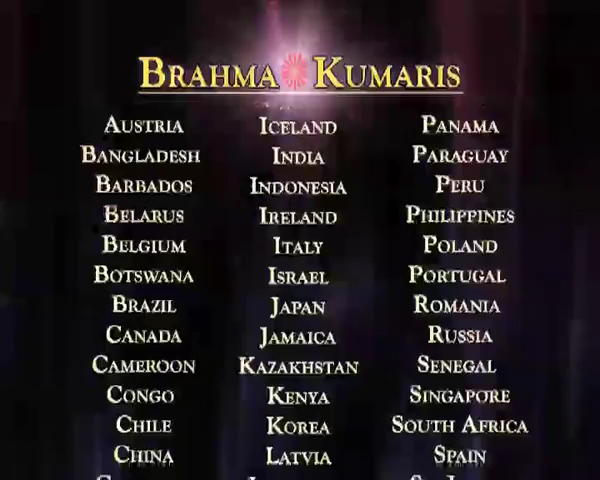 BRAHMA KUMARIS
AUSTRIA ICELAND PANAMA
BANGLADESH INDIA PARAGUAY
BARBADOS INDONESIA PERU
BELARUS IRELAND PHILIPPINES
BELGIUM ITALY POLAND
BOTSWANA ISRAEL PORTUGAL
BRAZIL JAPAN ROMANIA
CANADA JAMAICA RUSSIA
CAMEROON KAZAKHSTAN SENEGAL
CONGO KENYA SINGAPORE
CHILE KOREA SOUTH AFRICA
CHINA LATVIA SPAIN